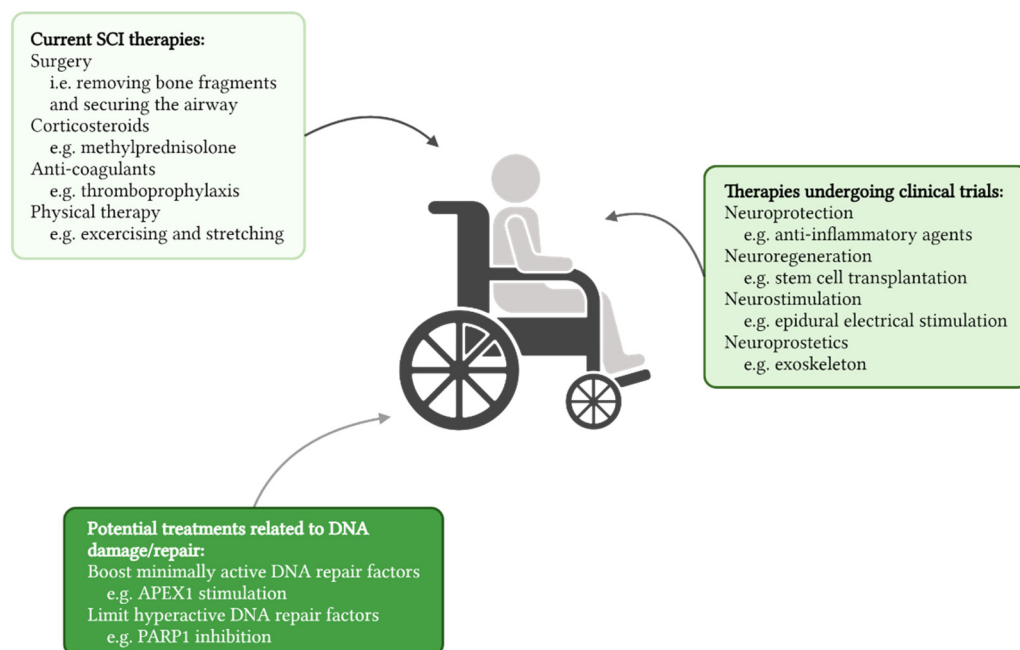 Current SCI therapies:
Surgery
i.e. removing bone fragments
and securing the airway
Corticosteroids
e.g. methylprednisolone
Anti-coagulants
e.g. thromboprophylaxis
Physical therapy
e.g. excercising and stretching
Therapies undergoing clinical trials:
Neuroprotection
e.g. anti-inflammatory agents
Neuroregeneration
e.g. stem cell transplantation
Neurostimulation
e.g. epidural electrical stimulation
Neuroprostetics
e.g. exoskeleton
Potential treatments related to DNA
damage/repair:
Boost minimally active DNA repair factors
e.g. APEX1 stimulation
Limit hyperactive DNA repair factors
e.g. PARP1 inhibition